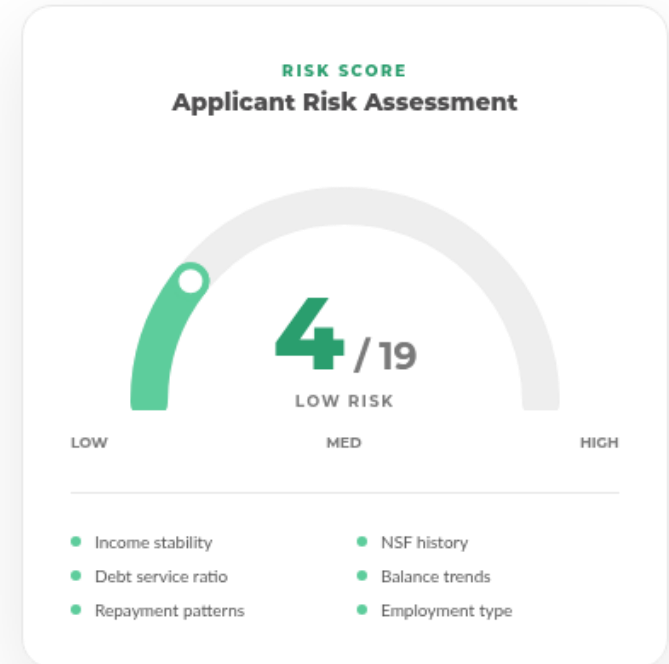 RISK SCORE
Applicant Risk Assessment
4 / 19
LOW RISK
LOW MED HIGH
Income stability
NSF history
Debt service ratio
Balance trends
Repayment patterns
Employment type